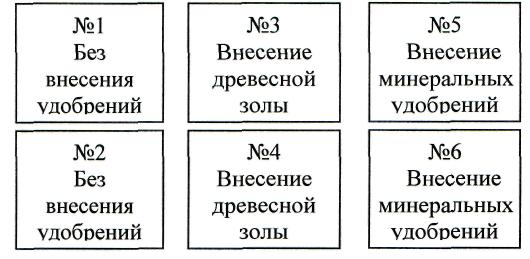 №1
Без
внесения
удобрений
№3
Внесение
древесной
золы
№5
Внесение
минеральных
удобрений
№2
Без
внесения
удобрений
№4
Внесение
древесной
золы
№6
Внесение
минеральных
удобрений